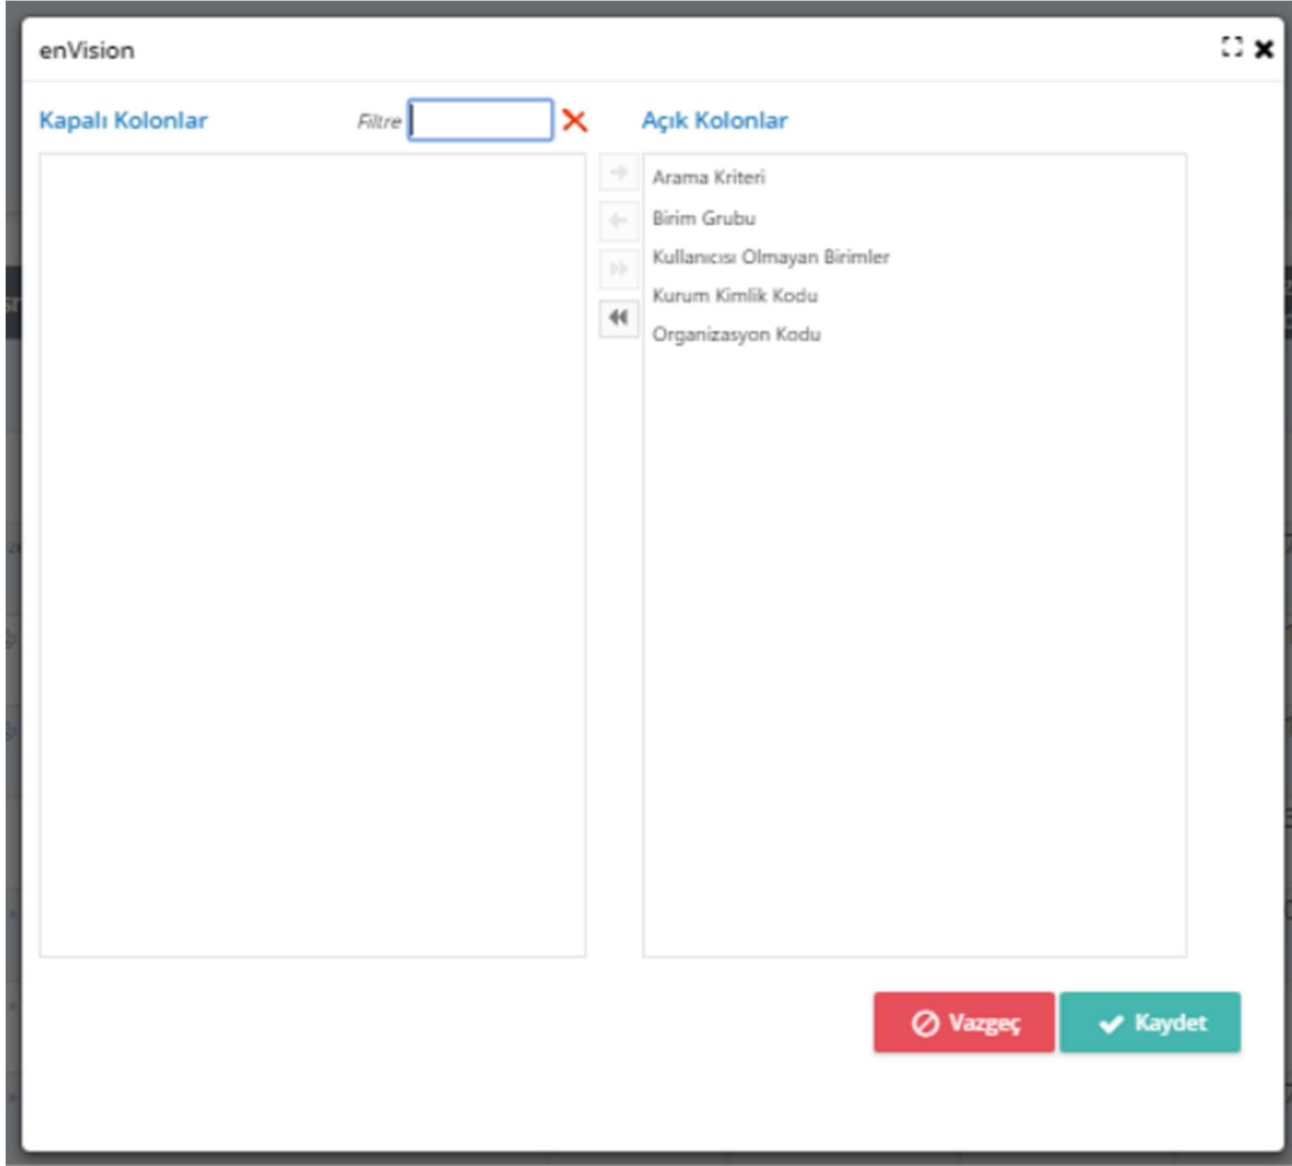 enVision
Kapalı Kolonlar
Filtre
Açık Kolonlar
Arama Kriteri
Birim Grubu
Kullanıcısı Olmayan Birimler
Kurum Kimlik Kodu
Organizasyon Kodu
Vazgeç
Kaydet